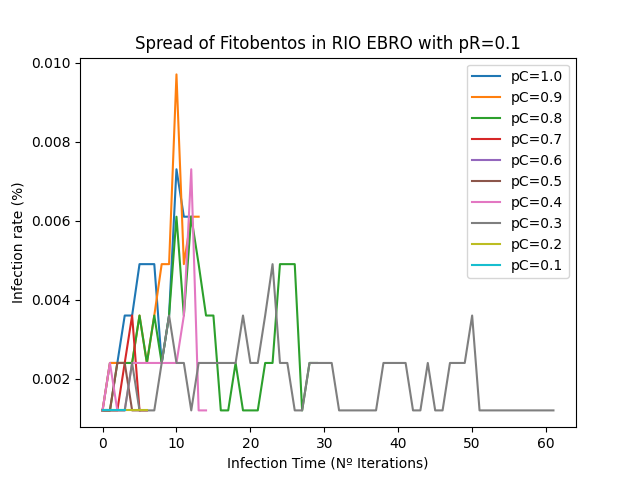 Spread of Fitobentos in RIO EBRO with pR=0.1
Infection rate (%)
0.010
0.008
0.006
0.004
0.002
pC=1.0
pC=0.9
pC=0.8
pC=0.7
pC=0.6
pC=0.5
pC=0.4
pC=0.3
pC=0.2
pC=0.1
0 10 20 30 40 50 60
Infection Time (Nº Iterations)